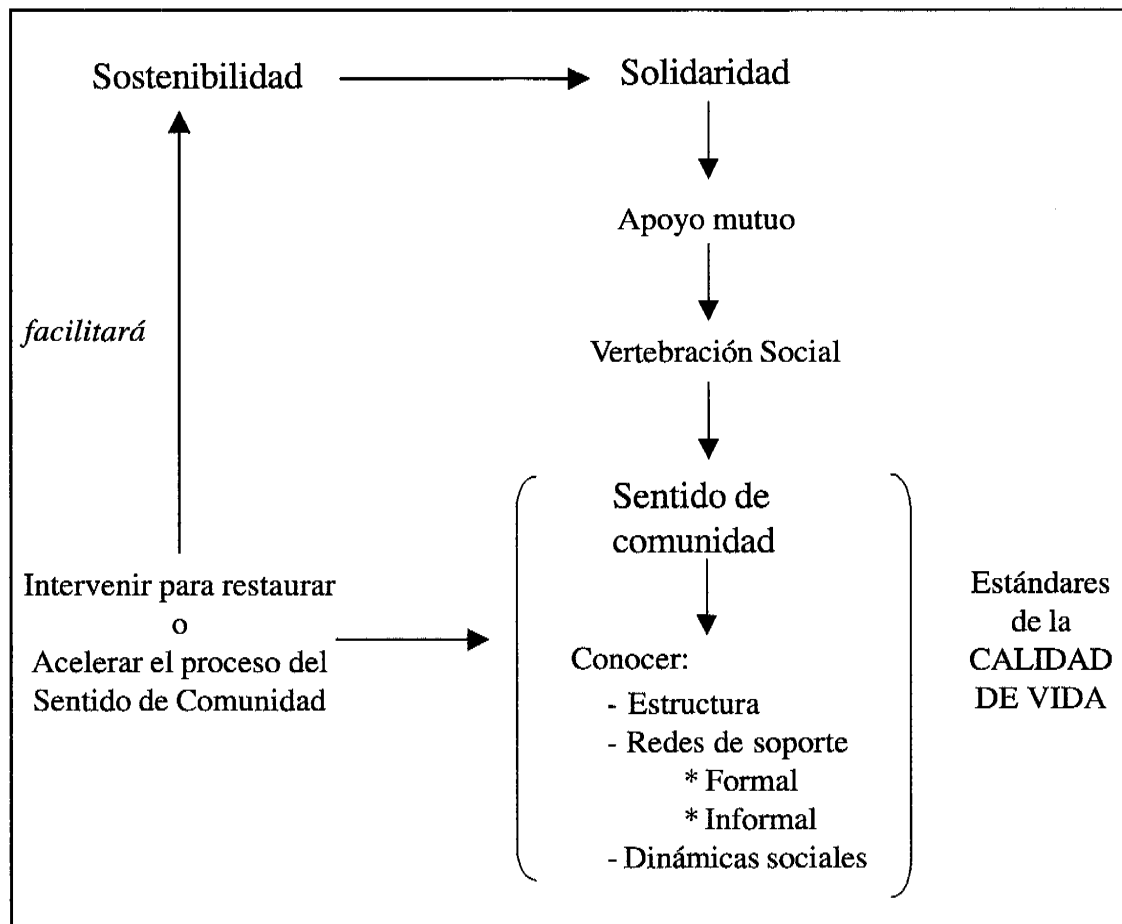 Sostenibilidad
Solidaridad
Apoyo mutuo
facilitará
Vertebración Social
Sentido de
comunidad
Intervenir para restaurar
o
Acelerar el proceso del
Sentido de Comunidad
Conocer:
- Estructura
- Redes de soporte
* Formal
* Informal
- Dinámicas sociales
Estándares
de la
CALIDAD
DE VIDA